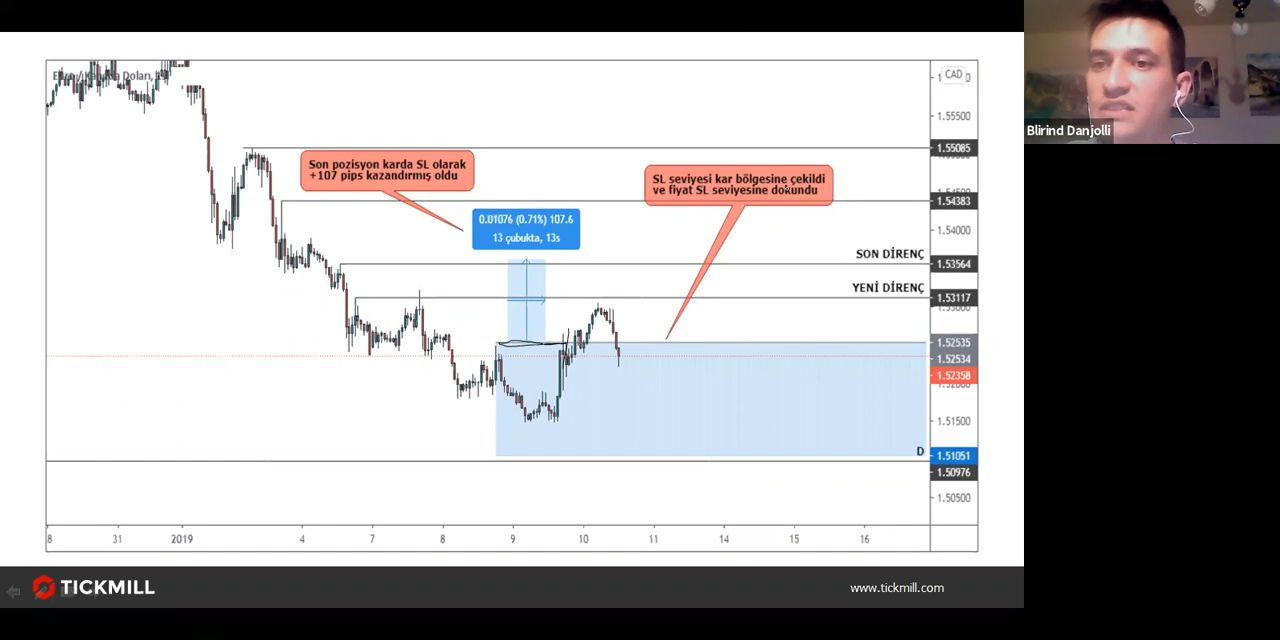 Blirind Danjolli
CAD
1.55500
1.55085
Son pozisyon karda SL olarak
+107 pips kazandırmış oldu
SL seviyesi kar bölgesine çekildi
ve fiyat SL seviyesine dokundu
1.54383
0.01076 (0.71%) 107.6
13 çubukta, 13s
1.54000
SON DİRENÇ
1.53564
YENİ DİRENÇ
1.53117
1.52535
1.52534
1.52358
1.51500
D
1.51051
1.50976
1.50500
8 31 2019 4 7 8 9 10 11 14 15 16
TICKMILL
www.tickmill.com